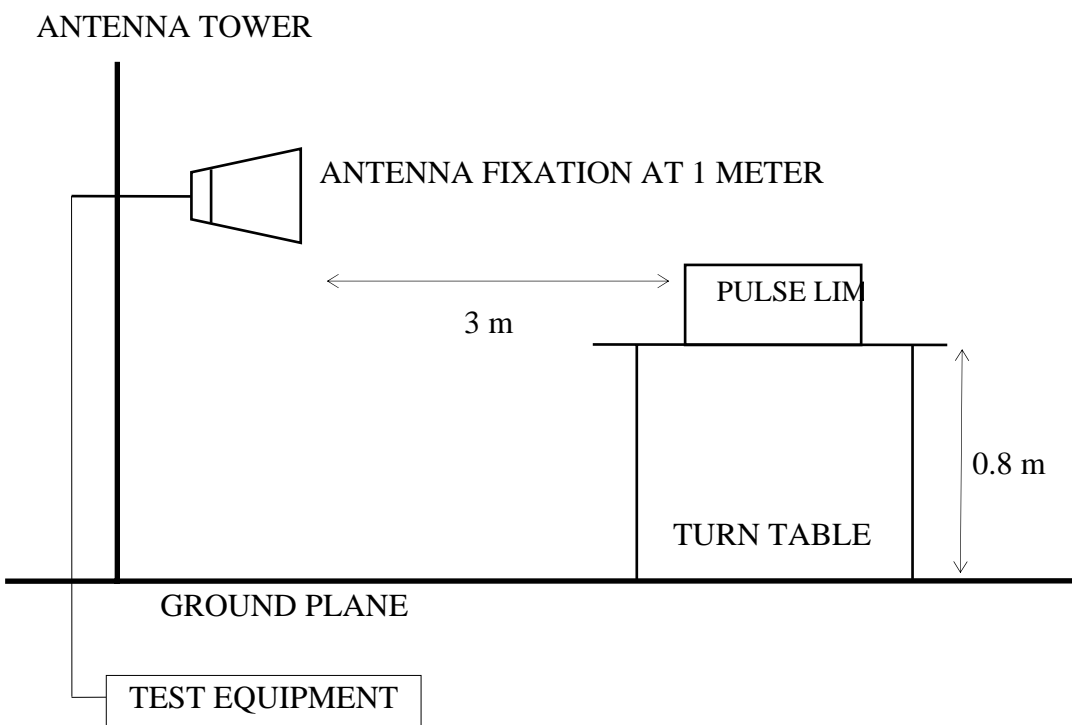 ANTENNA TOWER
ANTENNA FIXATION AT 1 METER
PULSE LIM
3 m
0.8 m
TURN TABLE
GROUND PLANE
TEST EQUIPMENT